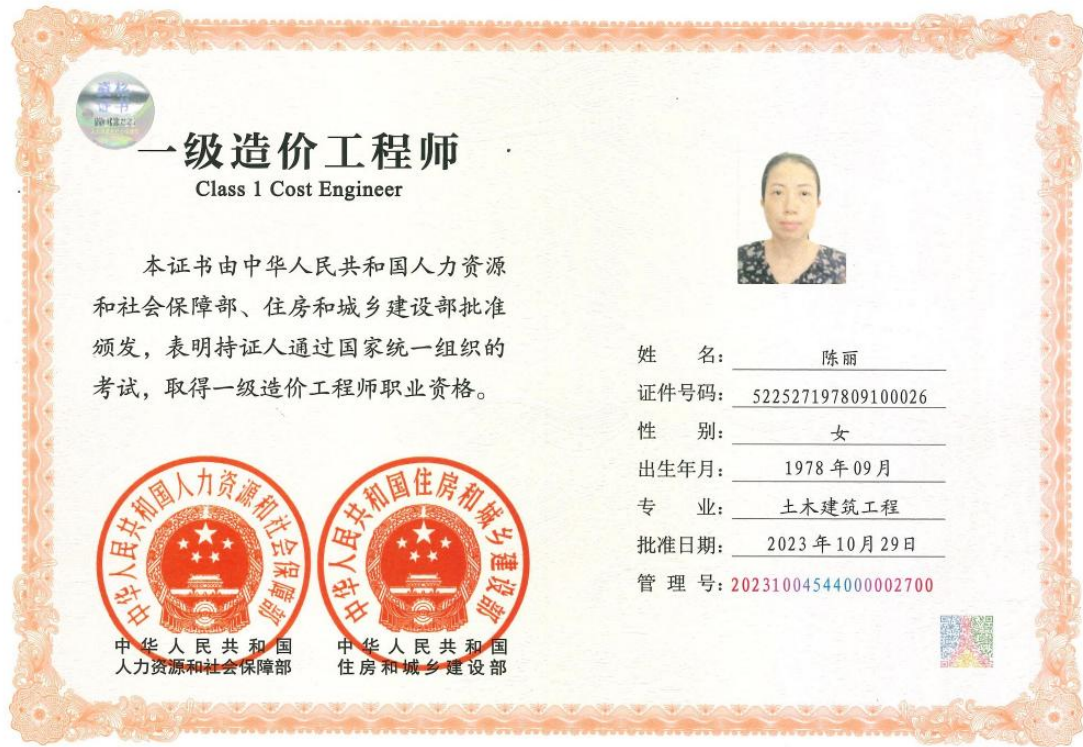 资格
证书
一级造价工程师
Class 1 Cost Engineer
本证书由中华人民共和国人力资源
和社会保障部、住房和城乡建设部批准
颁发，表明持证人通过国家统一组织的
考试，取得一级造价工程师职业资格。
中华人民共和国人力资源和社会保障部
中华人民共和国
人力资源和社会保障部
中华人民共和国住房和城乡建设部
中华人民共和国
住房和城乡建设部
姓 名： 陈丽
证件号码： 522527197809100026
性 别： 女
出生年月： 1978年09月
专 业： 土木建筑工程
批准日期： 2023年10月29日
管 理 号：20231004544000002700